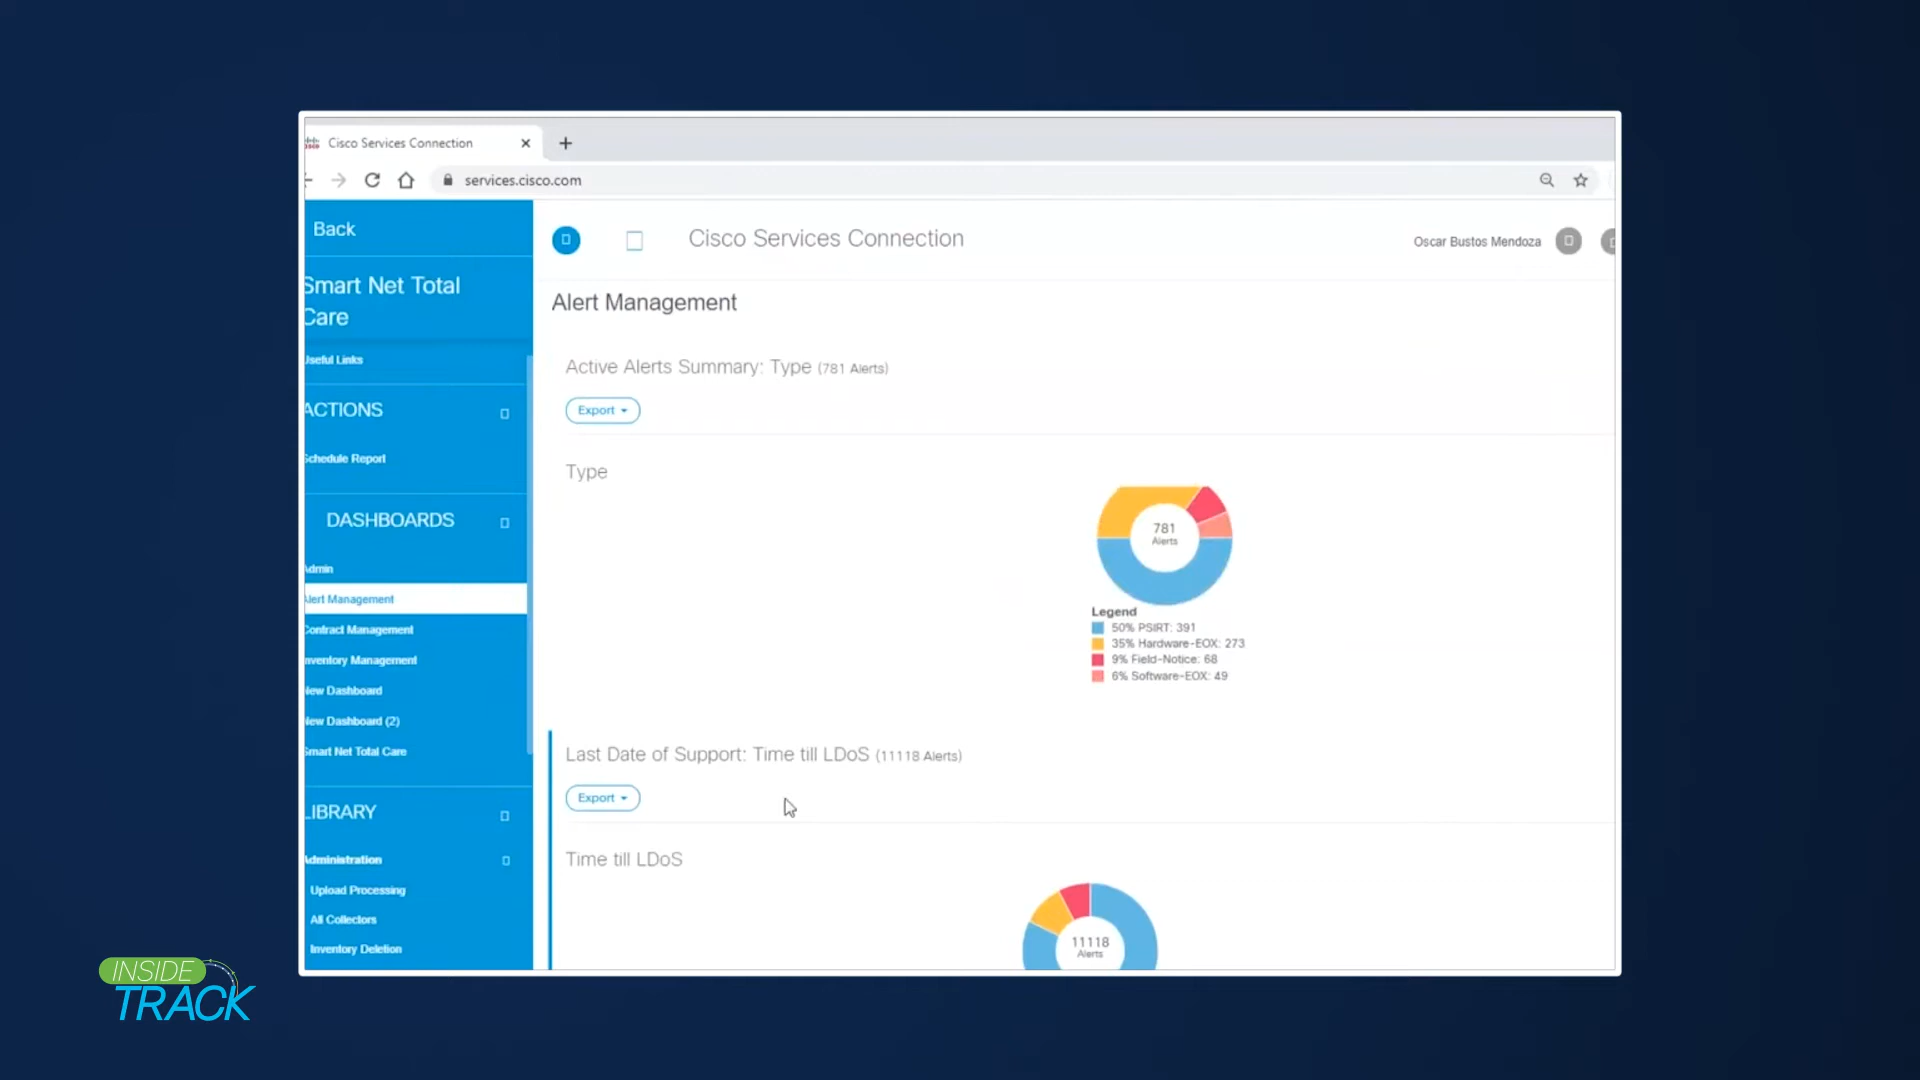 Cisco Services Connection
services.cisco.com
Back
Smart Net Total
Care
Useful Links
ACTIONS
Schedule Report
DASHBOARDS
Admin
Alert Management
Contract Management
Inventory Management
New Dashboard
New Dashboard (2)
Smart Net Total Care
LIBRARY
Administration
Upload Processing
All Collectors
Inventory Deletion
Cisco Services Connection
Oscar Bustos Mendoza
Alert Management
Active Alerts Summary: Type (781 Alerts)
Export
Type
781
Alerts
Legend
50% PSIRT: 391
35% Hardware-EOX: 273
9% Field-Notice: 68
6% Software-EOX: 49
Last Date of Support: Time till LDoS (11118 Alerts)
Export
Time till LDoS
11118
Alerts
INSIDE
TRACK